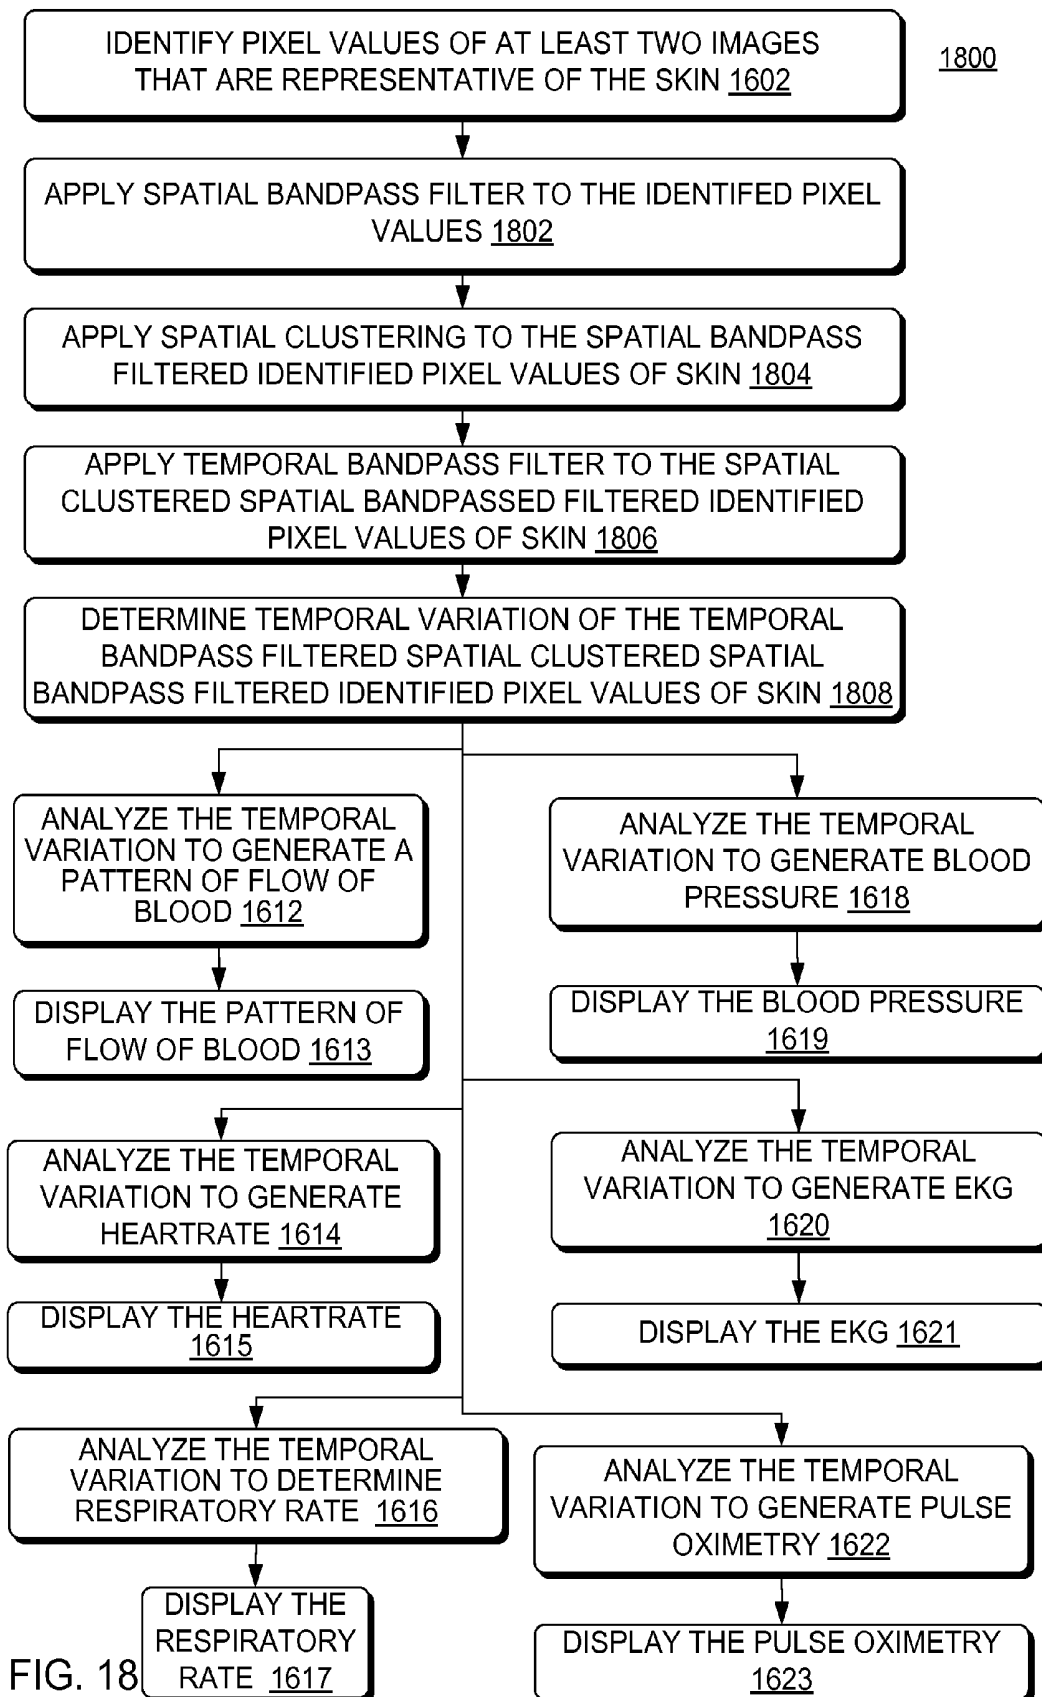 IDENTIFY PIXEL VALUES OF AT LEAST TWO IMAGES
THAT ARE REPRESENTATIVE OF THE SKIN 1602
1800
APPLY SPATIAL BANDPASS FILTER TO THE IDENTIFED PIXEL
VALUES 1802
APPLY SPATIAL CLUSTERING TO THE SPATIAL BANDPASS
FILTERED IDENTIFIED PIXEL VALUES OF SKIN 1804
APPLY TEMPORAL BANDPASS FILTER TO THE SPATIAL
CLUSTERED SPATIAL BANDPASSED FILTERED IDENTIFIED
PIXEL VALUES OF SKIN 1806
DETERMINE TEMPORAL VARIATION OF THE TEMPORAL
BANDPASS FILTERED SPATIAL CLUSTERED SPATIAL
BANDPASS FILTERED IDENTIFIED PIXEL VALUES OF SKIN 1808
ANALYZE THE TEMPORAL
VARIATION TO GENERATE A
PATTERN OF FLOW OF
BLOOD 1612
ANALYZE THE TEMPORAL
VARIATION TO GENERATE BLOOD
PRESSURE 1618
DISPLAY THE PATTERN OF
FLOW OF BLOOD 1613
DISPLAY THE BLOOD PRESSURE
1619
ANALYZE THE TEMPORAL
VARIATION TO GENERATE
HEARTRATE 1614
ANALYZE THE TEMPORAL
VARIATION TO GENERATE EKG
1620
DISPLAY THE HEARTRATE
1615
DISPLAY THE EKG 1621
ANALYZE THE TEMPORAL
VARIATION TO DETERMINE
RESPIRATORY RATE 1616
ANALYZE THE TEMPORAL
VARIATION TO GENERATE PULSE
OXIMETRY 1622
DISPLAY THE
RESPIRATORY
RATE 1617
DISPLAY THE PULSE OXIMETRY
1623
FIG. 18